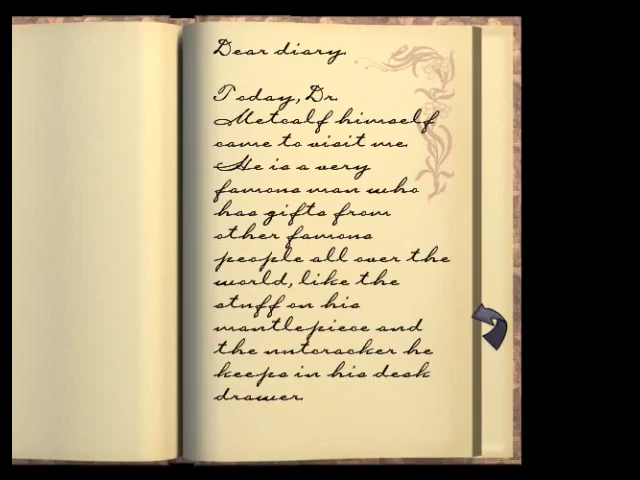 Dear diary.
Today, Dr.
Metcalf himself
came to visit me.
He is a very
famous man who
has gifts from
other famous
people all over the
world, like the
stuff on his
mantlepiece and
the nutcracker he
keeps in his desk
drawer.